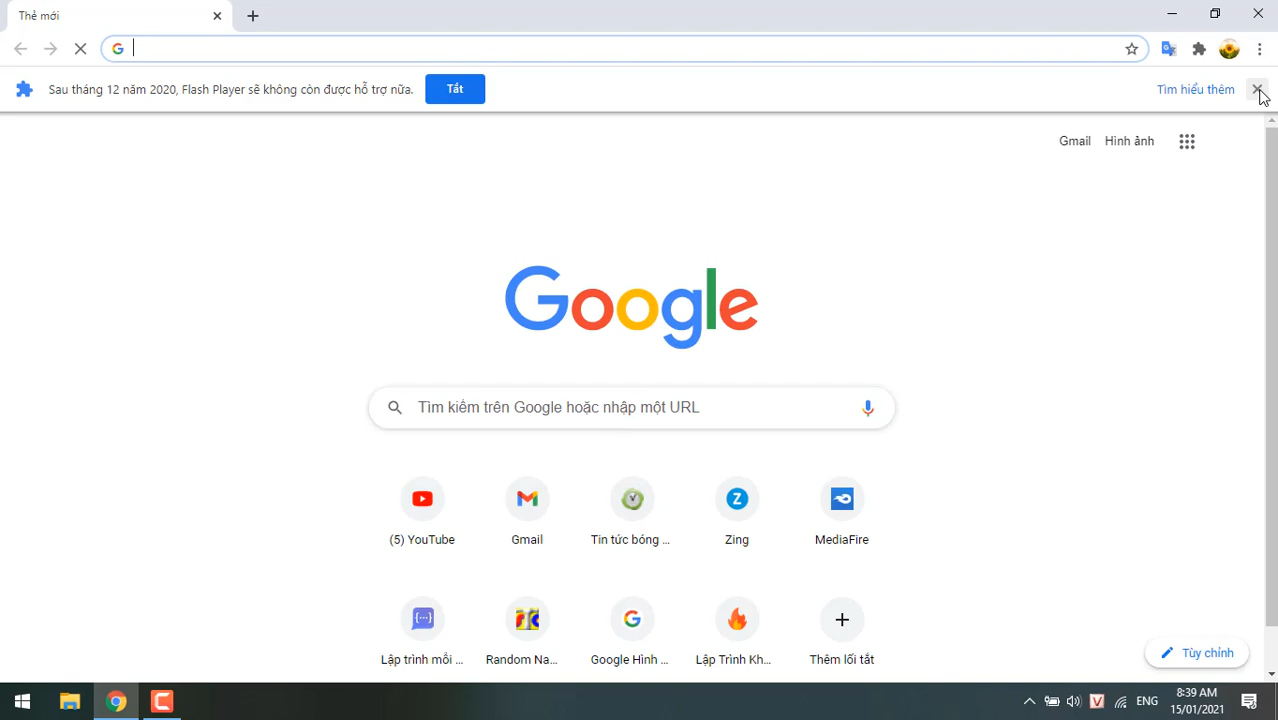 Thẻ mới
Sau tháng 12 năm 2020, Flash Player sẽ không còn được hỗ trợ nữa.
Tắt
Tìm hiểu thêm
Gmail
Hình ảnh
Google
Tìm kiếm trên Google hoặc nhập một URL
(5) YouTube
Gmail
Tin tức bóng ...
Zing
MediaFire
Lập trình mỗi ...
Random Na...
Google Hình ...
Lập Trình Kh...
Thêm lối tắt
Tùy chỉnh
ENG
8:39 AM
15/01/2021